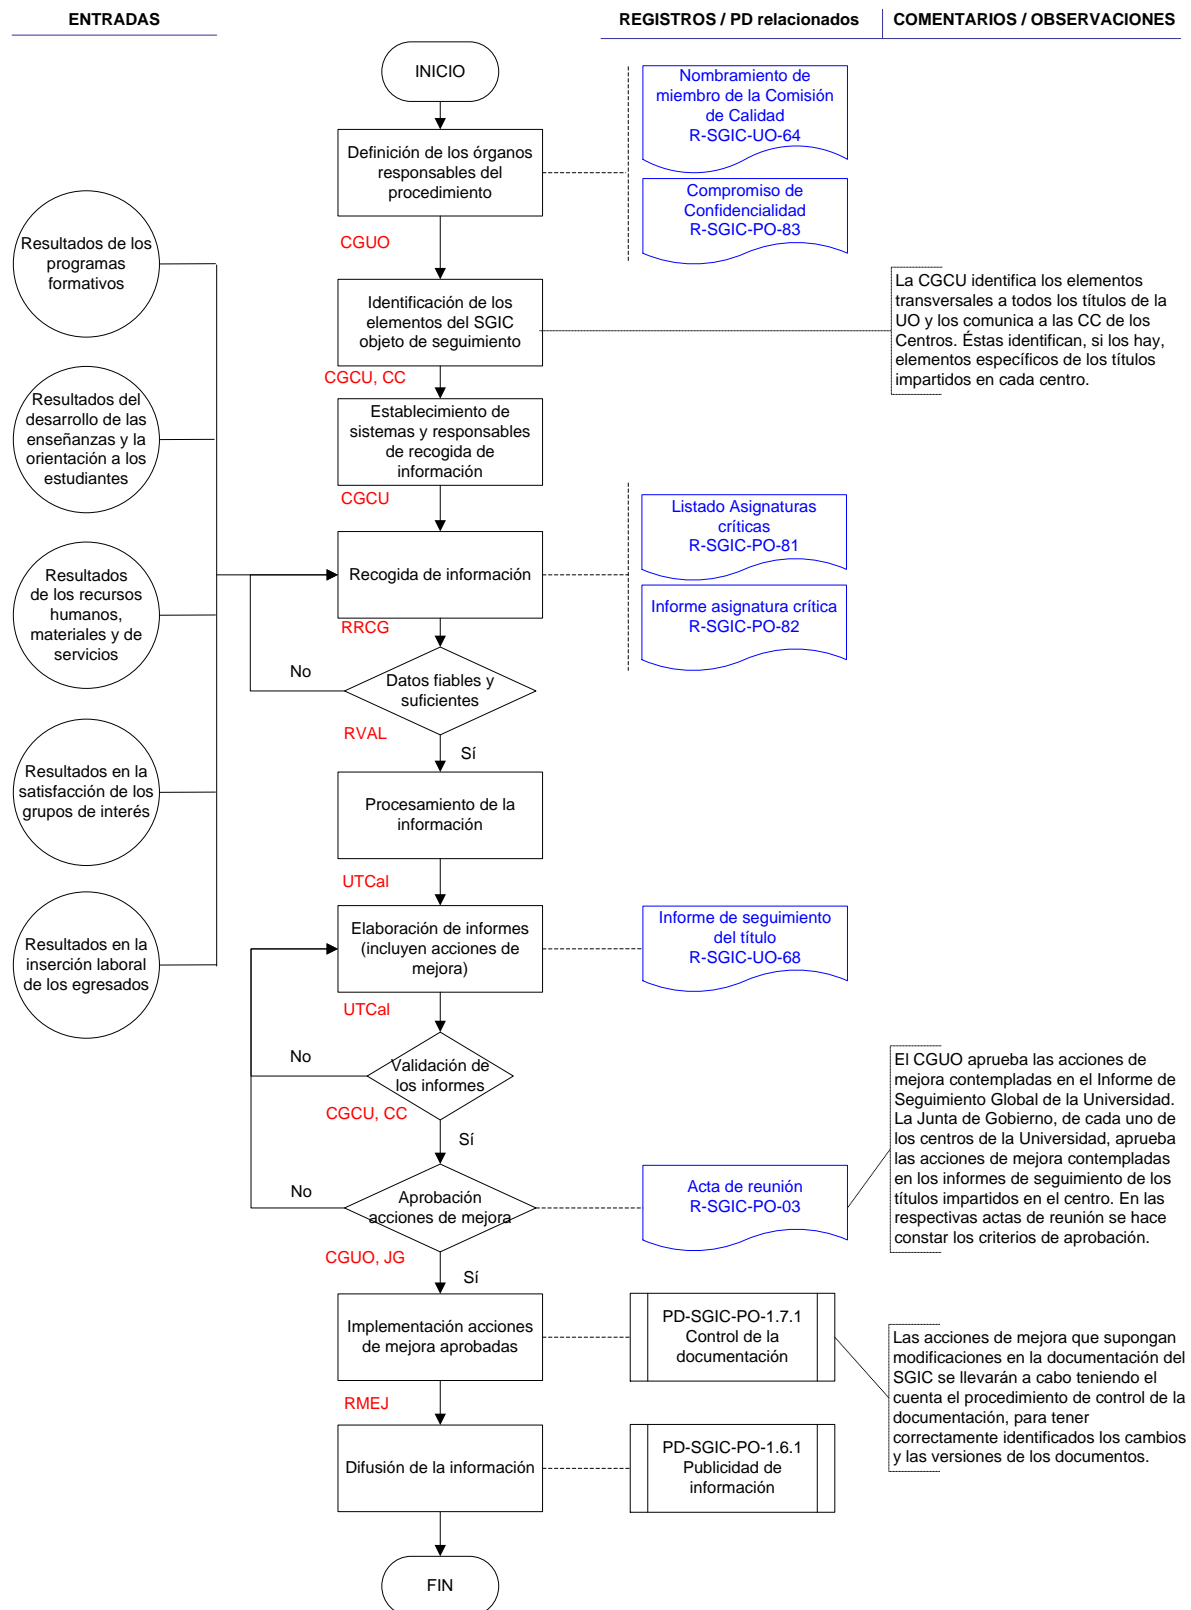 ENTRADAS
REGISTROS / PD relacionados
COMENTARIOS / OBSERVACIONES
INICIO
Nombramiento de
miembro de la Comisión
de Calidad
R-SGIC-UO-64
Definición de los órganos
responsables del
procedimiento
Compromiso de
Confidencialidad
R-SGIC-PO-83
CGUO
Resultados de los
programas
formativos
Identificación de los
elementos del SGIC
objeto de seguimiento
La CGCU identifica los elementos
transversales a todos los títulos de la
UO y los comunica a las CC de los
Centros. Éstas identifican, si los hay,
elementos específicos de los títulos
impartidos en cada centro.
CGCU, CC
Resultados del
desarrollo de las
enseñanzas y la
orientación a los
estudiantes
Establecimiento de
sistemas y responsables
de recogida de
información
CGCU
Listado Asignaturas
críticas
R-SGIC-PO-81
Recogida de información
Informe asignatura crítica
R-SGIC-PO-82
Resultados
de los recursos
humanos,
materiales y de
servicios
RRCG
No
Datos fiables y
suficientes
RVAL
Sí
Resultados en la
satisfacción de los
grupos de interés
Procesamiento de la
información
UTCal
Resultados en la
inserción laboral
de los egresados
Elaboración de informes
(incluyen acciones de
mejora)
Informe de seguimiento
del título
R-SGIC-UO-68
UTCal
No
Validación de
los informes
CGCU, CC
Sí
El CGUO aprueba las acciones de
mejora contempladas en el Informe de
Seguimiento Global de la Universidad.
La Junta de Gobierno, de cada uno de
los centros de la Universidad, aprueba
las acciones de mejora contempladas
en los informes de seguimiento de los
títulos impartidos en el centro. En las
respectivas actas de reunión se hace
constar los criterios de aprobación.
No
Aprobación
acciones de mejora
Acta de reunión
R-SGIC-PO-03
CGUO, JG
Sí
Implementación acciones
de mejora aprobadas
PD-SGIC-PO-1.7.1
Control de la
documentación
Las acciones de mejora que supongan
modificaciones en la documentación del
SGIC se llevarán a cabo teniendo el
cuenta el procedimiento de control de la
documentación, para tener
correctamente identificados los cambios
y las versiones de los documentos.
RMEJ
Difusión de la información
PD-SGIC-PO-1.6.1
Publicidad de
información
FIN